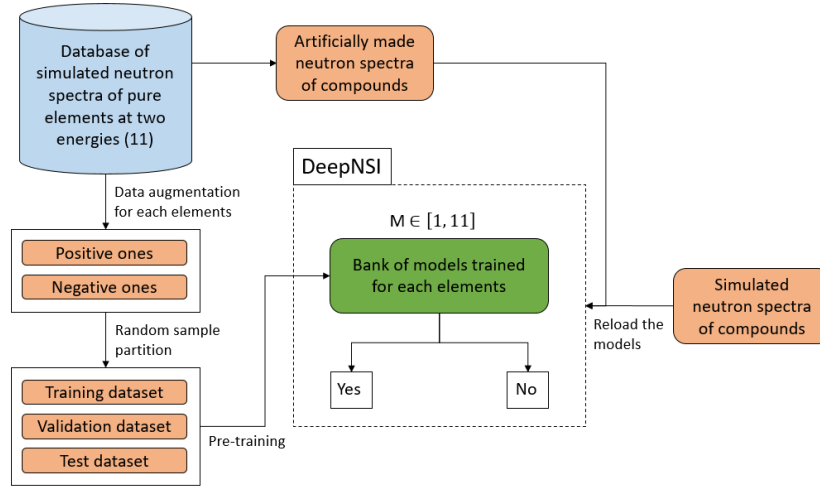 Database of
simulated neutron
spectra of pure
elements at two
energies (11)
Artificially made
neutron spectra
of compounds
Data augmentation
for each elements
Positive ones
Negative ones
Random sample
partition
Training dataset
Validation dataset
Test dataset
Pre-training
DeepNSI
M ∈ [1, 11]
Bank of models trained
for each elements
Yes
No
Reload the
models
Simulated
neutron spectra
of compounds